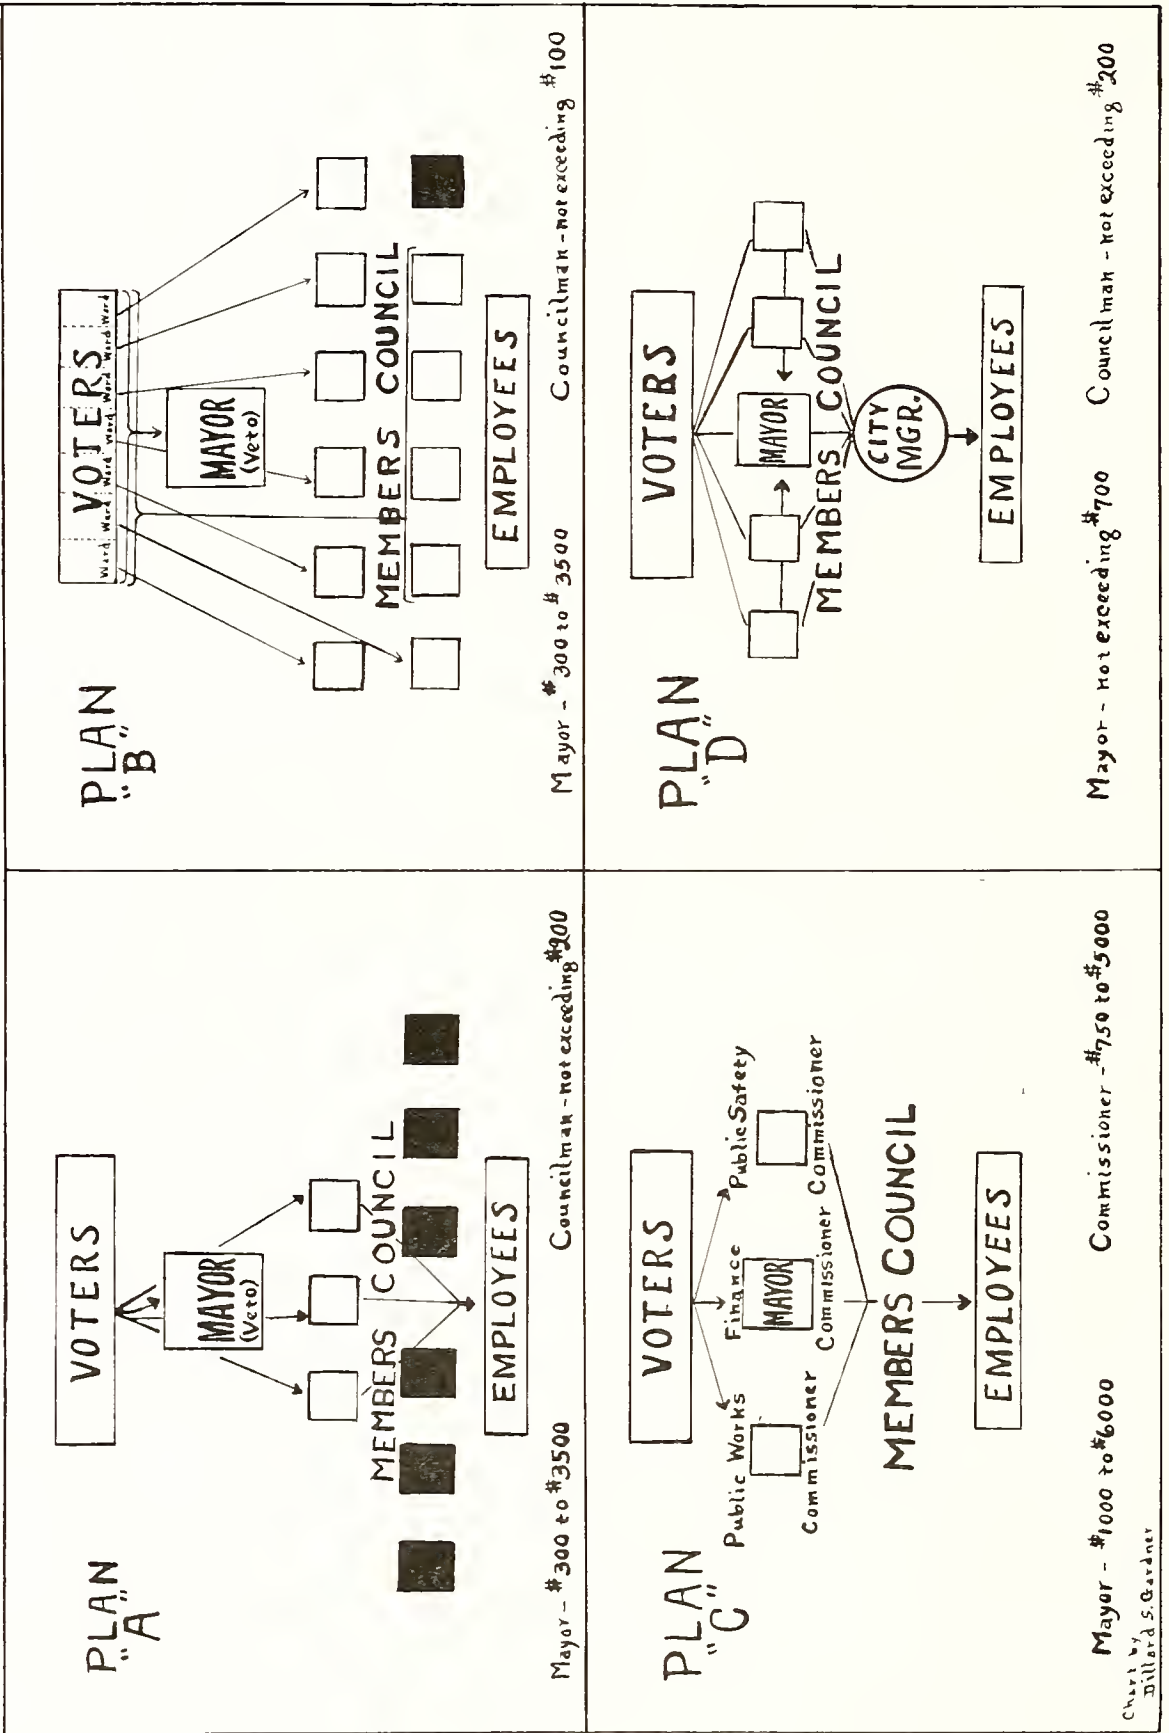 PLAN
"A"
VOTERS
MAYOR
(Veto)
MEMBERS COUNCIL
EMPLOYEES
Mayor - $300 to $3500 Councilman - not exceeding $200
PLAN
"B"
VOTERS
Ward Ward Ward Ward Ward Ward Ward
MAYOR
(Veto)
MEMBERS COUNCIL
EMPLOYEES
Mayor - $300 to $3500 Councilman - not exceeding $100
PLAN
"C"
VOTERS
Public Works Finance Public Safety
MAYOR
Commissioner Commissioner Commissioner
MEMBERS COUNCIL
EMPLOYEES
Mayor - $1000 to $6000 Commissioner - $750 to $5000
Chart by
Dillard S. Gardner
PLAN
"D"
VOTERS
MAYOR
MEMBERS COUNCIL
CITY
MGR.
EMPLOYEES
Mayor - not exceeding $700 Councilman - not exceeding $200